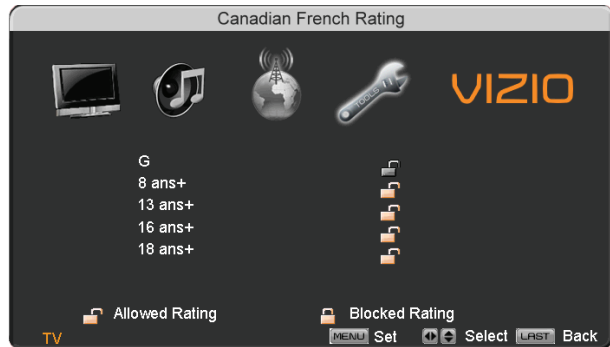 Canadian French Rating
TOOLS
VIZIO
G
8 ans+
13 ans+
16 ans+
18 ans+
Allowed Rating Blocked Rating
TV MENU Set Select LAST Back